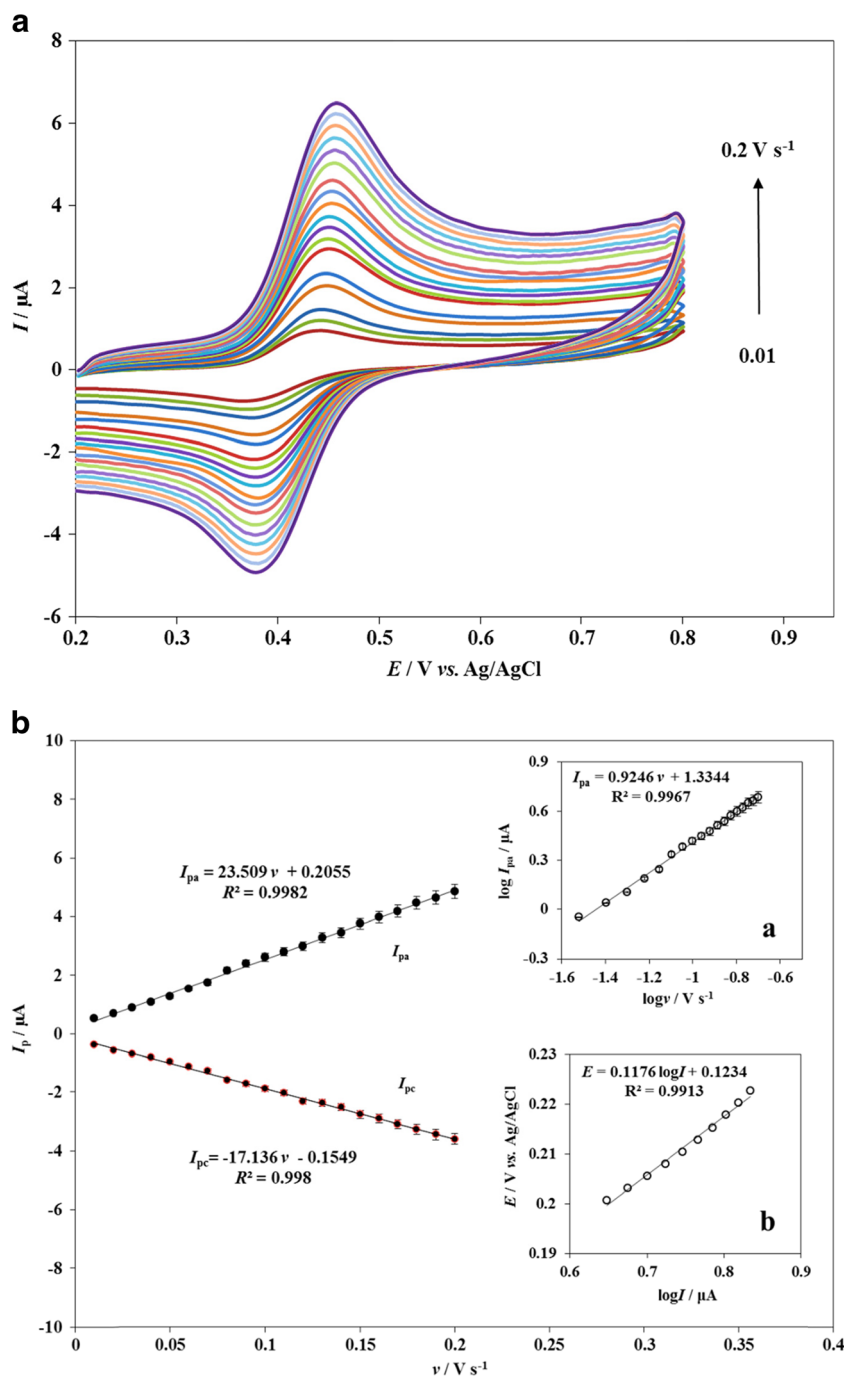 a
8
6
4
2
0
-2
-4
-6
I / µA
0.2 V s-1
0.01
0.2 0.3 0.4 0.5 0.6 0.7 0.8 0.9
E / V vs. Ag/AgCl
b
10
8
6
4
2
0
-2
-4
-6
-8
-10
Ip / µA
Ipa = 23.509 v + 0.2055
R² = 0.9982
Ipa
Ipc
Ipc= -17.136 v - 0.1549
R² = 0.998
0 0.05 0.1 0.15 0.2 0.25 0.3 0.35 0.4
v / V s-1
0.9
0.6
0.3
0
-0.3
log Ipa / µA
Ipa = 0.9246 v + 1.3344
R² = 0.9967
a
-1.6 -1.4 -1.2 -1 -0.8 -0.6
logv / V s-1
0.23
0.22
0.21
0.2
0.19
E / V vs. Ag/AgCl
E = 0.1176 logI + 0.1234
R² = 0.9913
b
0.6 0.7 0.8 0.9
logI / µA